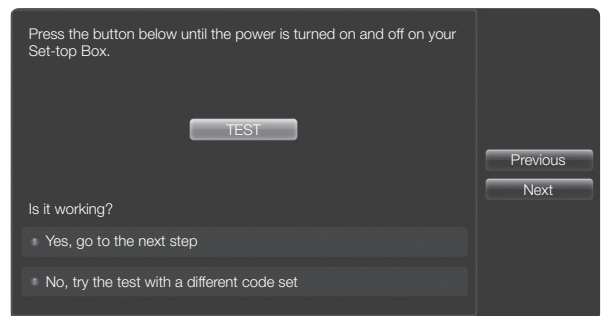 Press the button below until the power is turned on and off on your
Set-top Box.
TEST
Is it working?
Yes, go to the next step
No, try the test with a different code set
Previous
Next